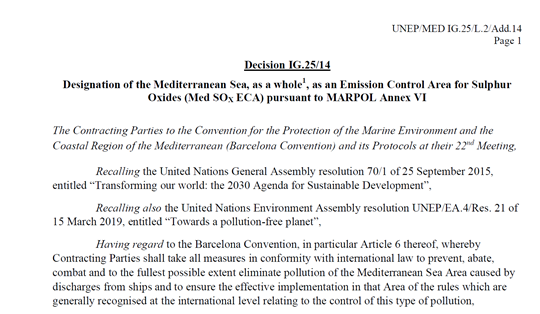 UNEP/MED IG.25/L.2/Add.14
Page 1
Decision IG.25/14
Designation of the Mediterranean Sea, as a whole¹, as an Emission Control Area for Sulphur
Oxides (Med SOX ECA) pursuant to MARPOL Annex VI
The Contracting Parties to the Convention for the Protection of the Marine Environment and the
Coastal Region of the Mediterranean (Barcelona Convention) and its Protocols at their 22nd Meeting,
Recalling the United Nations General Assembly resolution 70/1 of 25 September 2015,
entitled “Transforming our world: the 2030 Agenda for Sustainable Development”,
Recalling also the United Nations Environment Assembly resolution UNEP/EA.4/Res. 21 of
15 March 2019, entitled “Towards a pollution-free planet”,
Having regard to the Barcelona Convention, in particular Article 6 thereof, whereby
Contracting Parties shall take all measures in conformity with international law to prevent, abate,
combat and to the fullest possible extent eliminate pollution of the Mediterranean Sea Area caused by
discharges from ships and to ensure the effective implementation in that Area of the rules which are
generally recognised at the international level relating to the control of this type of pollution,